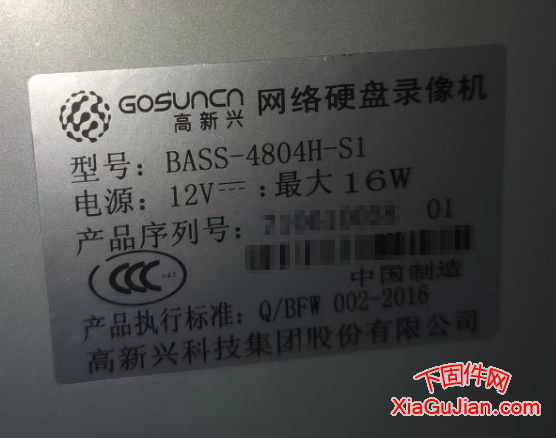 GOSUNCN 高新兴 网络硬盘录像机
型号：BASS-4804H-S1
电源：12V⎓：最大16W
产品序列号： 01
CCC
中国制造
产品执行标准：Q/BFW 002-2016
高新兴科技集团股份有限公司
下固件网
XiaGuJian.com